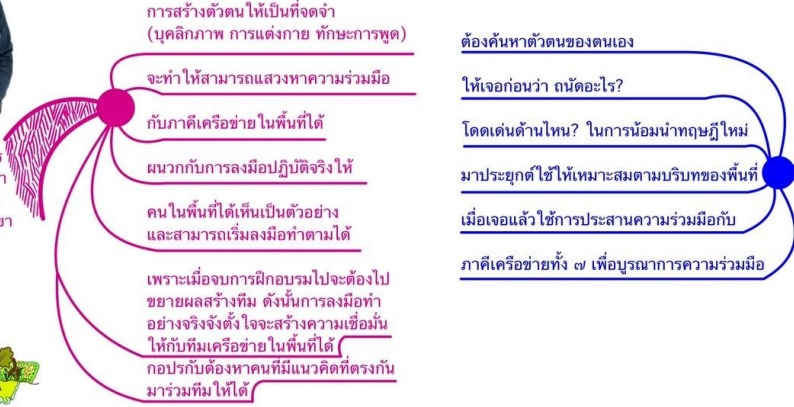 การสร้างตัวตนให้เป็นที่จดจำ
(บุคลิกภาพ การแต่งกาย ทักษะการพูด)
จะทำให้สามารถแสวงหาความร่วมมือ
กับภาคีเครือข่ายในพื้นที่ได้
ผนวกกับการลงมือปฏิบัติจริงให้
คนในพื้นที่ได้เห็นเป็นตัวอย่าง
และสามารถเริ่มลงมือทำตามได้
เพราะเมื่อจบการฝึกอบรมไปจะต้องไป
ขยายผลสร้างทีม ดังนั้นการลงมือทำ
อย่างจริงจังตั้งใจจะสร้างความเชื่อมั่น
ให้กับทีมเครือข่ายในพื้นที่ได้
กอปรกับต้องหาคนที่มีแนวคิดที่ตรงกัน
มาร่วมทีมให้ได้
ต้องค้นหาตัวตนของตนเอง
ให้เจอก่อนว่า ถนัดอะไร?
โดดเด่นด้านไหน? ในการน้อมนำทฤษฎีใหม่
มาประยุกต์ใช้ให้เหมาะสมตามบริบทของพื้นที่
เมื่อเจอแล้วใช้การประสานความร่วมมือกับ
ภาคีเครือข่ายทั้ง ๗ เพื่อบูรณาการความร่วมมือ